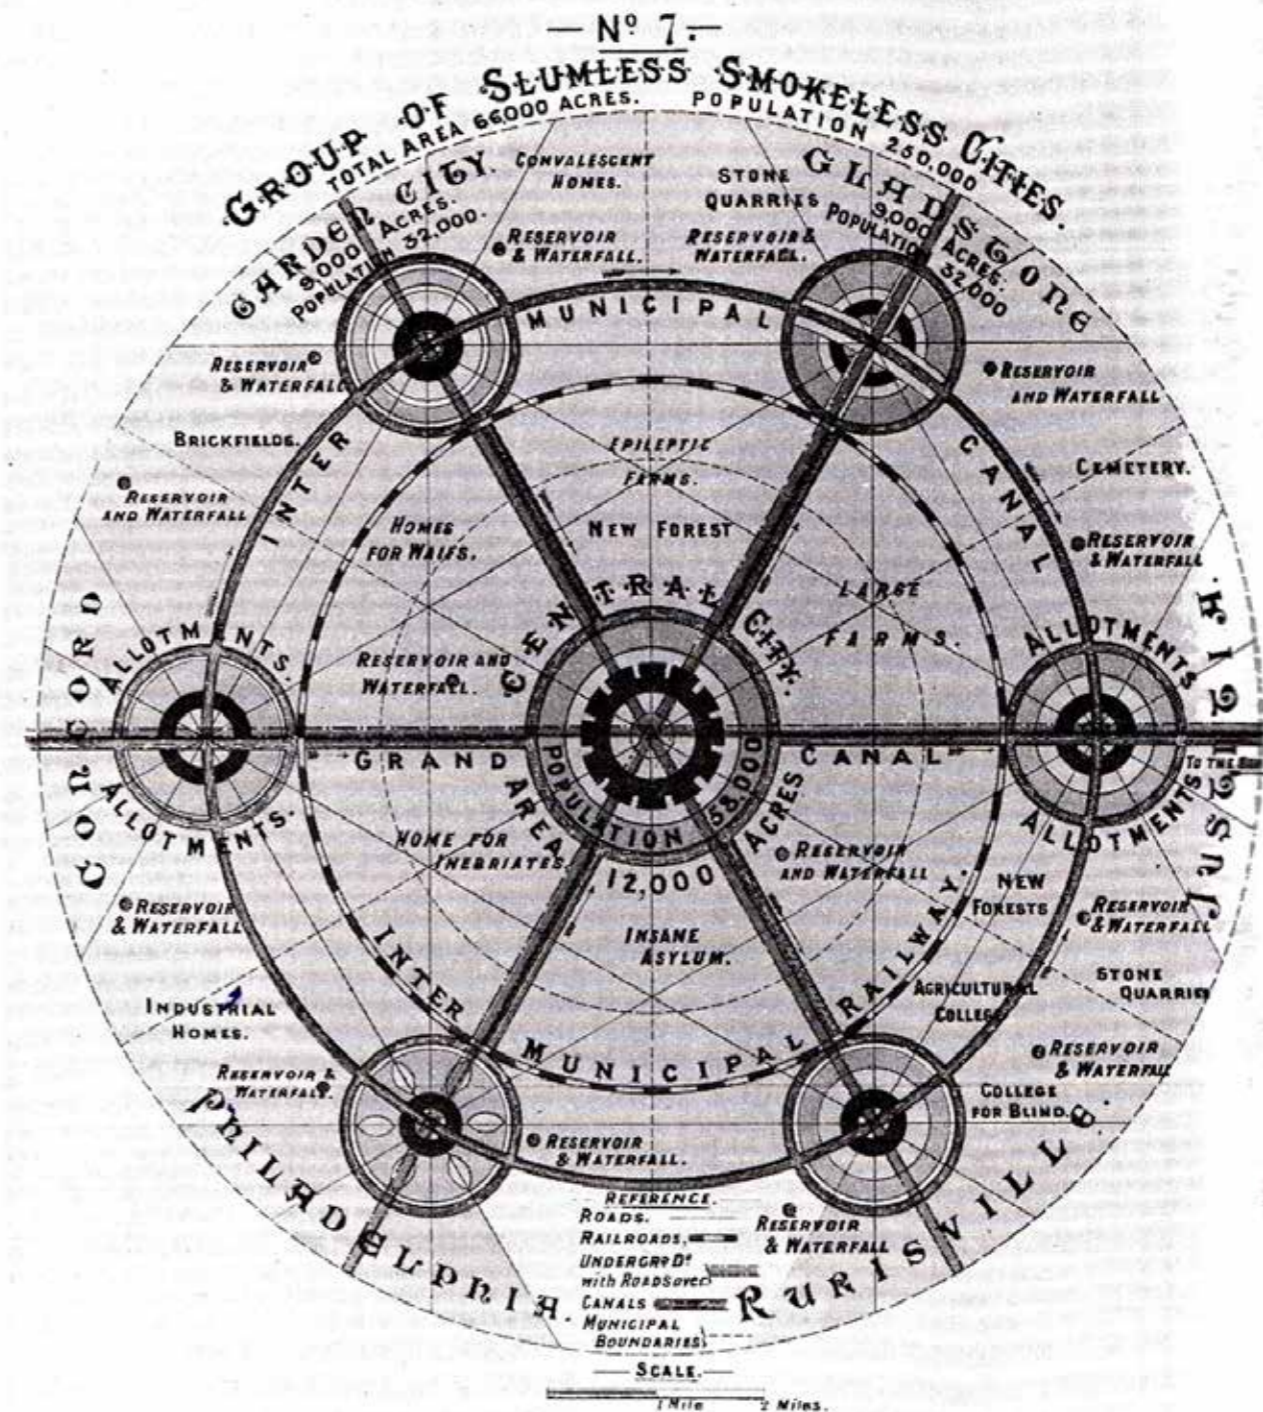 — Nº 7. —
GROUP OF SLUMLESS SMOKELESS CITIES.
TOTAL AREA 66,000 ACRES. POPULATION 250,000
GARDEN CITY.
9,000 ACRES.
POPULATION 32,000.
CONVALESCENT
HOMES.
STONE
QUARRIES
GLADSTONE
9,000 ACRES.
POPULATION
32,000
RESERVOIR
& WATERFALL.
RESERVOIR &
WATERFALL.
INTER MUNICIPAL CANAL
RESERVOIR
& WATERFALL
RESERVOIR
AND WATERFALL
BRICKFIELDS.
EPILEPTIC
FARMS.
CEMETERY.
RESERVOIR
AND WATERFALL
HOMES
FOR WAIFS.
NEW FOREST
RESERVOIR
& WATERFALL
LARGE
FARMS.
CENTRAL CITY.
CONCORD
ALLOTMENTS.
ALLOTMENTS
RESERVOIR AND
WATERFALL.
GRAND CANAL
TO THE
POPULATION 58,000
AREA 12,000 ACRES
ALLOTMENTS.
ALLOTMENTS
HOME FOR
INEBRIATES.
RESERVOIR
AND WATERFALL
NEW
FORESTS
RESERVOIR
& WATERFALL
RESERVOIR
& WATERFALL
INSANE
ASYLUM.
INTER MUNICIPAL RAILWAY.
AGRICULTURAL
COLLEGE
STONE
QUARRIES
INDUSTRIAL
HOMES.
RESERVOIR
& WATERFALL
RESERVOIR &
WATERFALL.
COLLEGE
FOR BLIND.
RESERVOIR
& WATERFALL.
PHILADELPHIA.
RURISVILLE
REFERENCE.
ROADS.
RAILROADS,
UNDERGRD.
with ROADS over
CANALS
MUNICIPAL
BOUNDARIES
RESERVOIR
& WATERFALL
— SCALE. —
1 Mile 2 Miles.